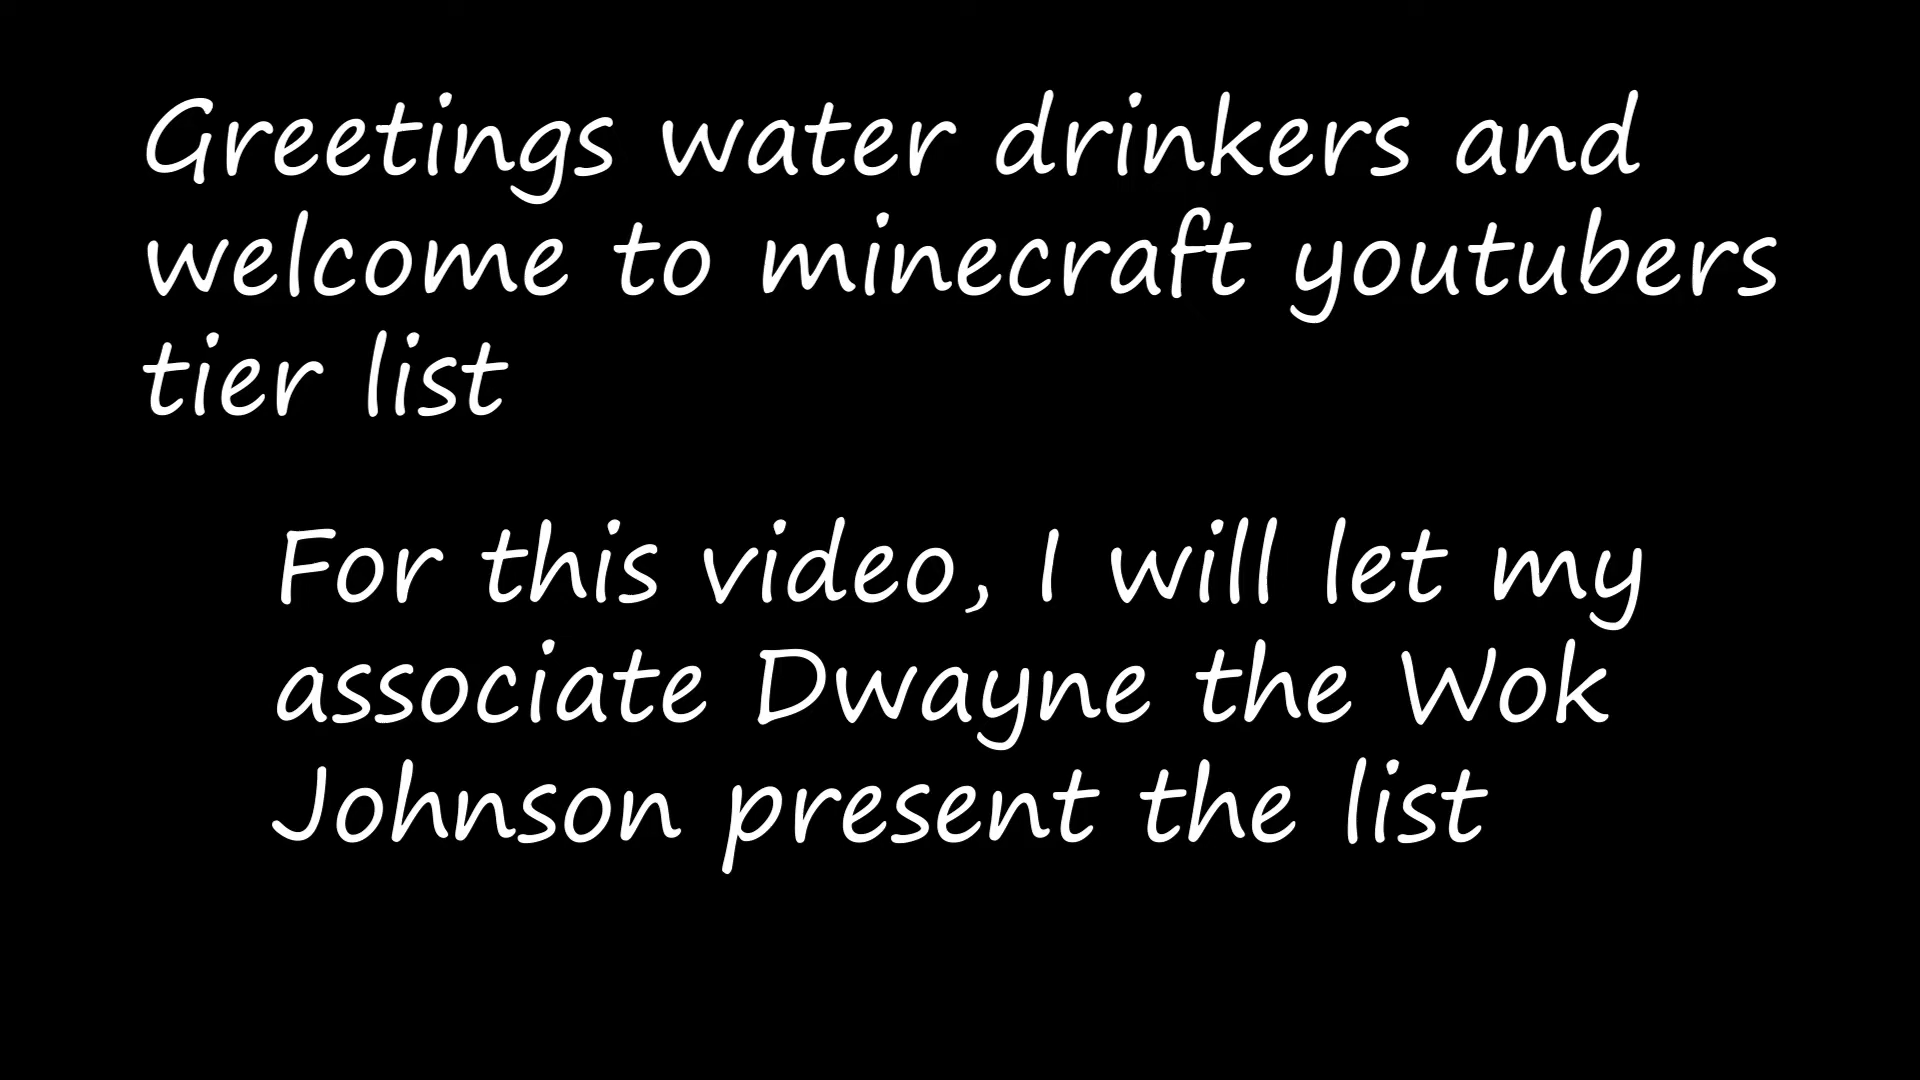 Greetings water drinkers and
welcome to minecraft youtubers
tier list
For this video, I will let my
associate Dwayne the Wok
Johnson present the list